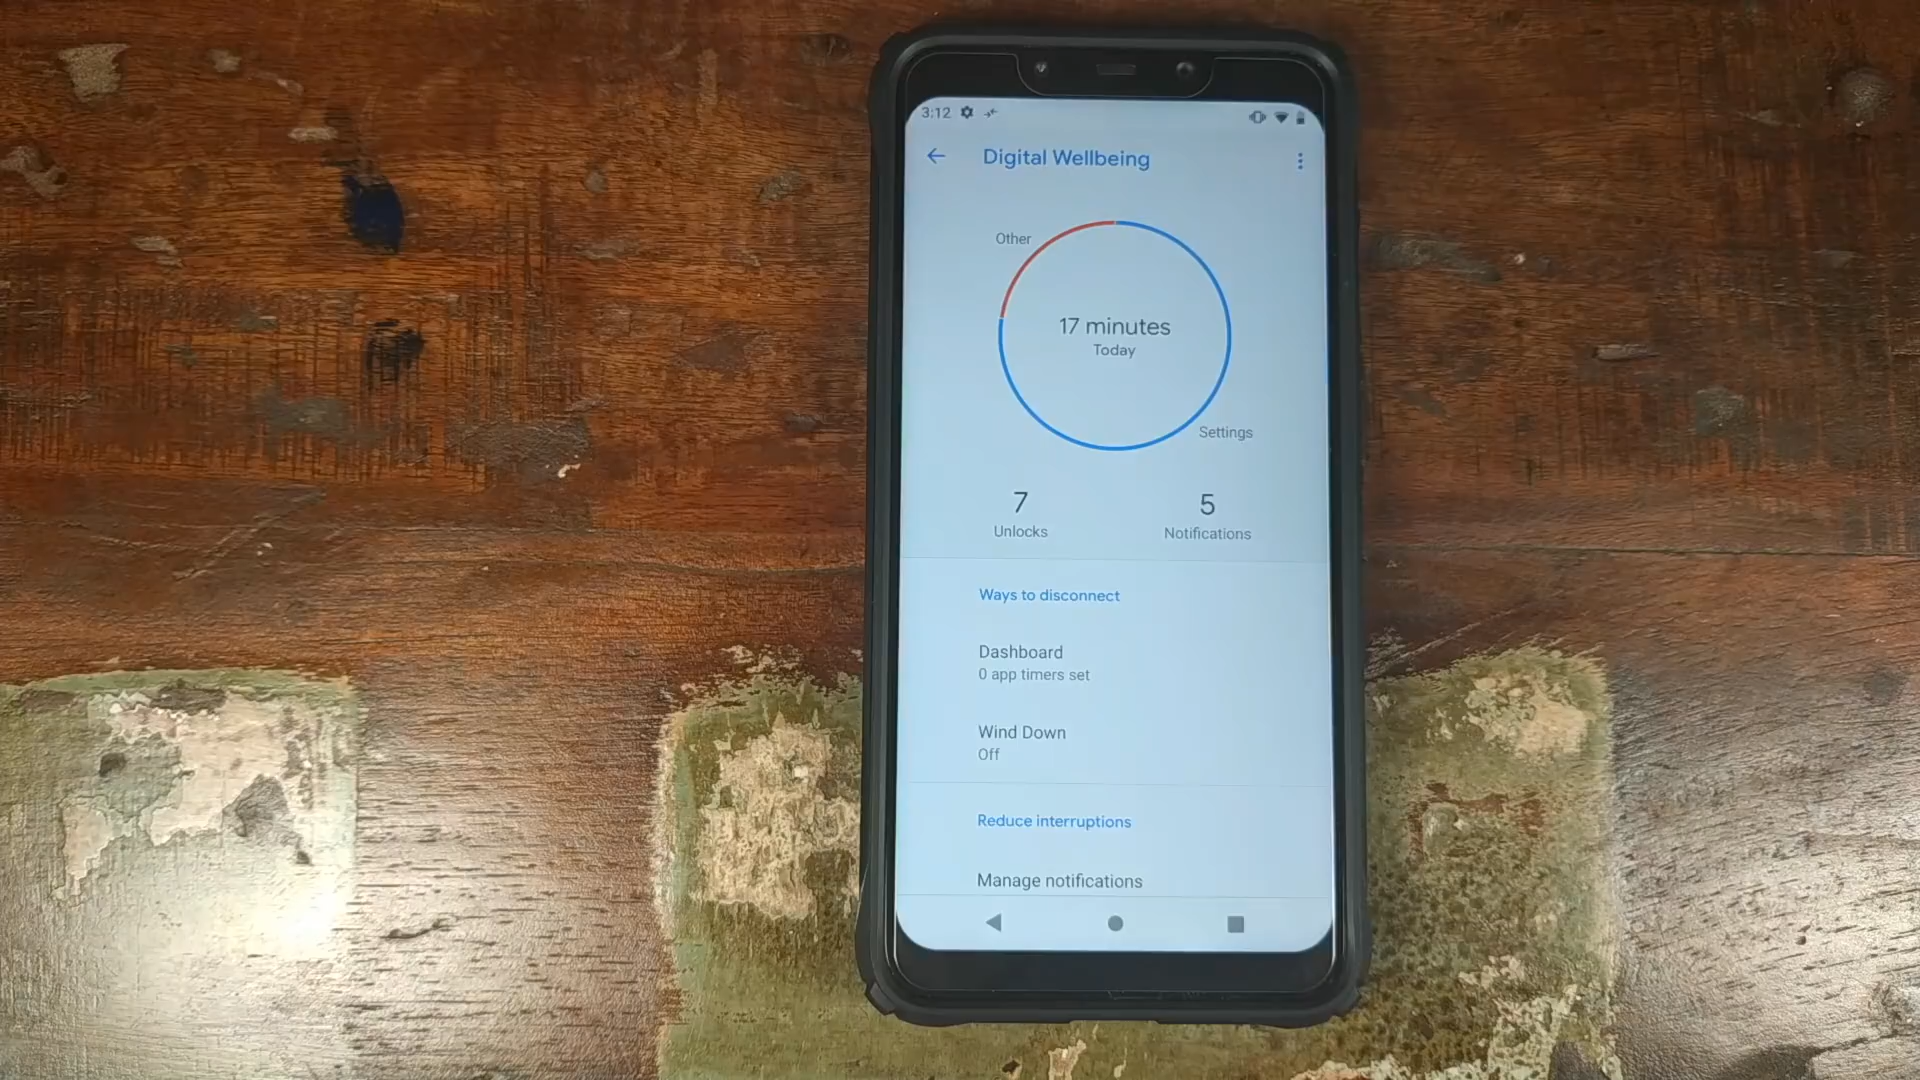 3:12
Digital Wellbeing
Other
17 minutes
Today
Settings
7
5
Unlocks
Notifications
Ways to disconnect
Dashboard
0 app timers set
Wind Down
Off
Reduce interruptions
Manage notifications